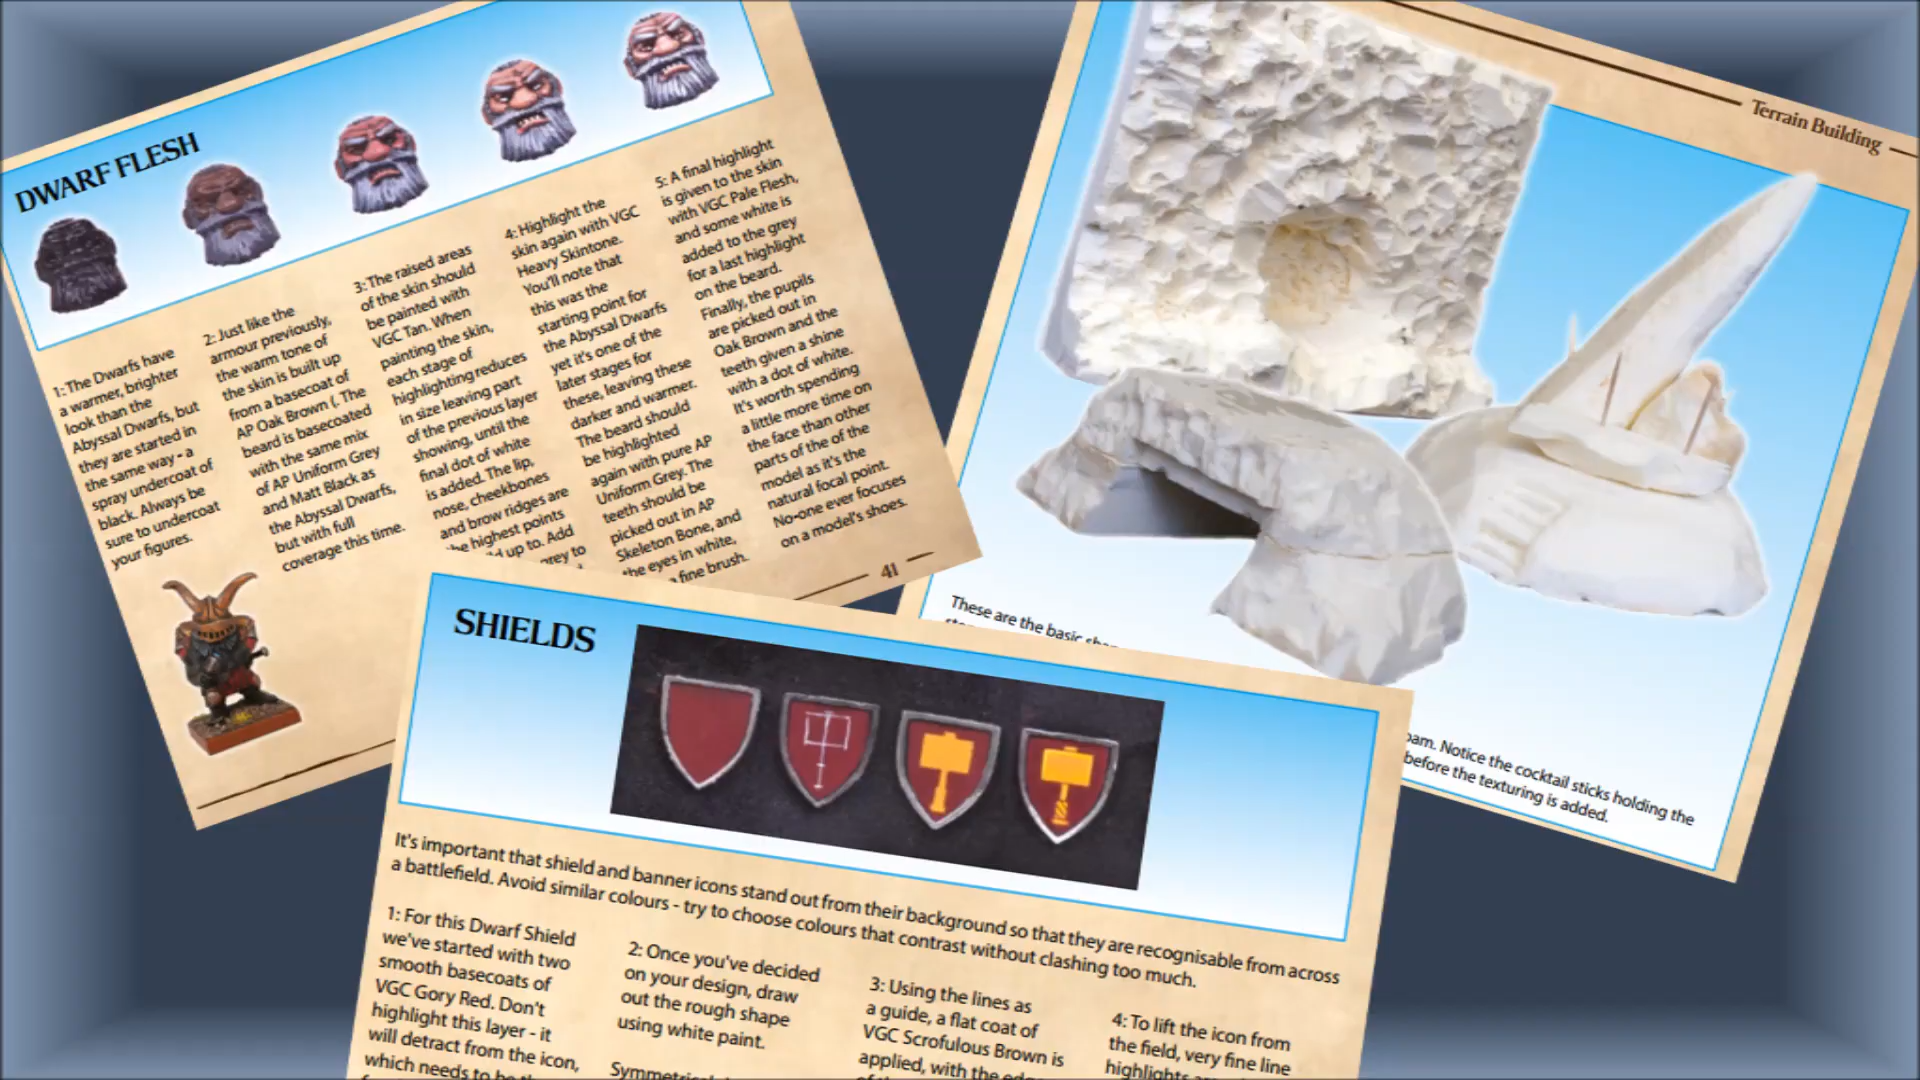 DWARF FLESH
1: The Dwarfs have
a warmer, brighter
look than the
Abyssal Dwarfs, but
they are started in
the same way - a
spray undercoat of
black. Always be
sure to undercoat
your figures.
2: Just like the
armour previously,
the warm tone of
the skin is built up
from a basecoat of
AP Oak Brown (. The
beard is basecoated
with the same mix
of AP Uniform Grey
and Matt Black as
the Abyssal Dwarfs,
but with full
coverage this time.
3: The raised areas
of the skin should
be painted with
VGC Tan. When
painting the skin,
each stage of
highlighting reduces
in size leaving part
of the previous layer
showing, until the
final dot of white
is added. The lip,
nose, cheekbones
and brow ridges are
the highest points
up to. Add
grey to
4: Highlight the
skin again with VGC
Heavy Skintone.
You'll note that
this was the
starting point for
the Abyssal Dwarfs
yet it's one of the
later stages for
these, leaving these
darker and warmer.
The beard should
be highlighted
again with pure AP
Uniform Grey. The
teeth should be
picked out in AP
Skeleton Bone, and
the eyes in white,
a fine brush.
5: A final highlight
is given to the skin
with VGC Pale Flesh,
and some white is
added to the grey
for a last highlight
on the beard.
Finally, the pupils
are picked out in
Oak Brown and the
teeth given a shine
with a dot of white.
It's worth spending
a little more time on
the face than other
parts of the of the
model as it's the
natural focal point.
No-one ever focuses
on a model's shoes.
41
Terrain Building
These are the basic
oam. Notice the cocktail sticks holding the
before the texturing is added.
SHIELDS
It's important that shield and banner icons stand out from their background so that they are recognisable from across
a battlefield. Avoid similar colours - try to choose colours that contrast without clashing too much.
1: For this Dwarf Shield
we've started with two
smooth basecoats of
VGC Gory Red. Don't
highlight this layer - it
will detract from the icon,
which needs to be
2: Once you've decided
on your design, draw
out the rough shape
using white paint.
3: Using the lines as
a guide, a flat coat of
VGC Scrofulous Brown is
applied, with the
4: To lift the icon from
the field, very fine line
highlights